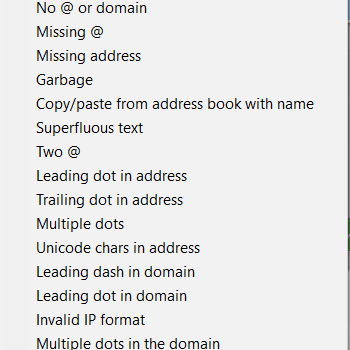 No @ or domain
Missing @
Missing address
Garbage
Copy/paste from address book with name
Superfluous text
Two @
Leading dot in address
Trailing dot in address
Multiple dots
Unicode chars in address
Leading dash in domain
Leading dot in domain
Invalid IP format
Multiple dots in the domain